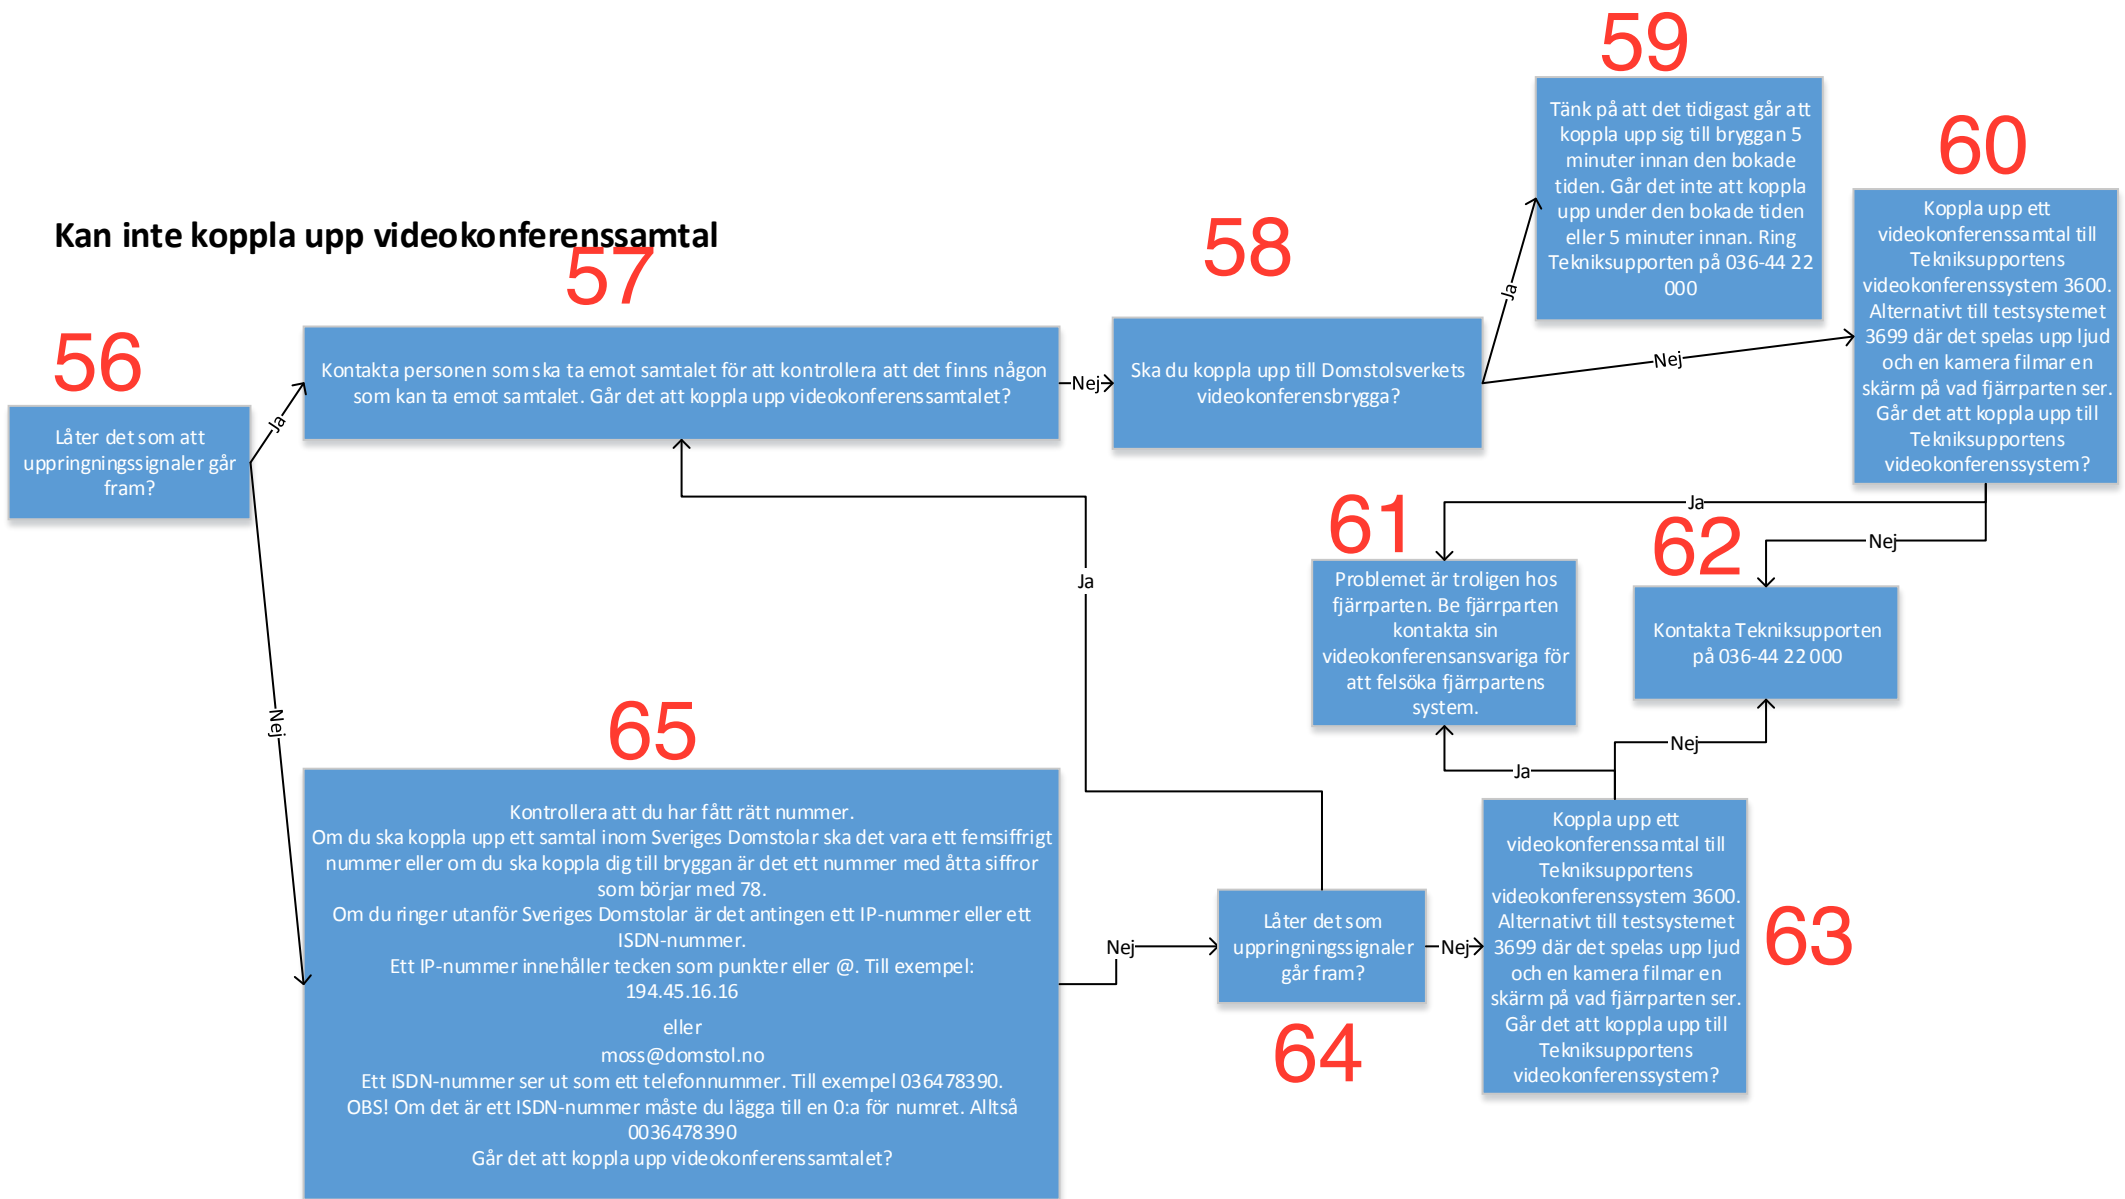 59
Tänk på att det tidigast går att
koppla upp sig till bryggan 5
minuter innan den bokade
tiden. Går det inte att koppla
upp under den bokade tiden
eller 5 minuter innan. Ring
Tekniksupporten på 036-44 22
000
60
Koppla upp ett
videokonferenssamtal till
Tekniksupportens
videokonferenssystem 3600.
Alternativt till testsystemet
3699 där det spelas upp ljud
och en kamera filmar en
skärm på vad fjärrparten ser.
Går det att koppla upp till
Tekniksupportens
videokonferenssystem?
Kan inte koppla upp videokonferenssamtal
57
Kontakta personen som ska ta emot samtalet för att kontrollera att det finns någon
som kan ta emot samtalet. Går det att koppla upp videokonferenssamtalet?
Nej
58
Ska du koppla upp till Domstolsverkets
videokonferensbrygga?
Ja
Nej
56
Låter det som att
uppringningssignaler går
fram?
Ja
Nej
Ja
Ja
Nej
61
Problemet är troligen hos
fjärrparten. Be fjärrparten
kontakta sin
videokonferensansvariga för
att felsöka fjärrpartens
system.
62
Kontakta Tekniksupporten
på 036-44 22 000
Nej
Ja
65
Kontrollera att du har fått rätt nummer.
Om du ska koppla upp ett samtal inom Sveriges Domstolar ska det vara ett femsiffrigt
nummer eller om du ska koppla dig till bryggan är det ett nummer med åtta siffror
som börjar med 78.
Om du ringer utanför Sveriges Domstolar är det antingen ett IP-nummer eller ett
ISDN-nummer.
Ett IP-nummer innehåller tecken som punkter eller @. Till exempel:
194.45.16.16
eller
moss@domstol.no
Ett ISDN-nummer ser ut som ett telefonnummer. Till exempel 036478390.
OBS! Om det är ett ISDN-nummer måste du lägga till en 0:a för numret. Alltså
0036478390
Går det att koppla upp videokonferenssamtalet?
Nej
Låter det som
uppringningssignaler
går fram?
64
Nej
Koppla upp ett
videokonferenssamtal till
Tekniksupportens
videokonferenssystem 3600.
Alternativt till testsystemet
3699 där det spelas upp ljud
och en kamera filmar en
skärm på vad fjärrparten ser.
Går det att koppla upp till
Tekniksupportens
videokonferenssystem?
63